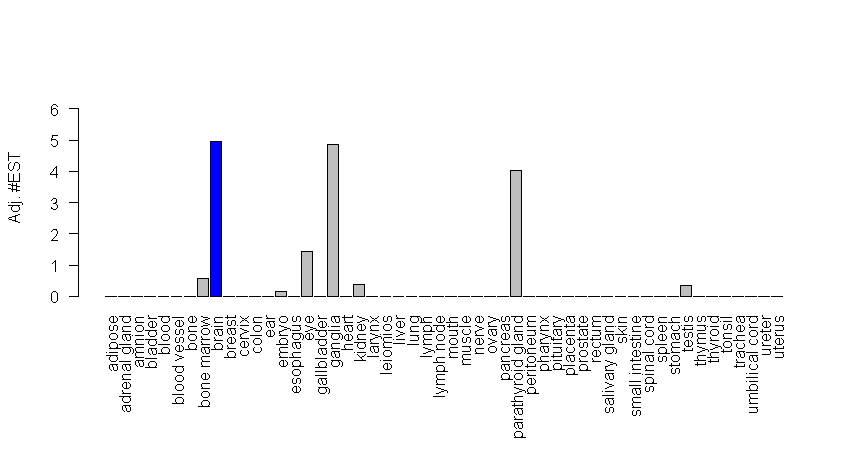 Adj. #EST
6
5
4
3
2
1
0
adipose
adrenal gland
amnion
bladder
blood
blood vessel
bone
bone marrow
brain
breast
cervix
colon
ear
embryo
esophagus
eye
gallbladder
ganglia
heart
kidney
larynx
leiomios
liver
lung
lymph
lymph node
mouth
muscle
nerve
ovary
pancreas
parathyroid gland
peritoneum
pharynx
pituitary
placenta
prostate
rectum
salivary gland
skin
small intestine
spinal cord
spleen
stomach
testis
thymus
thyroid
tonsil
trachea
umbilical cord
ureter
uterus